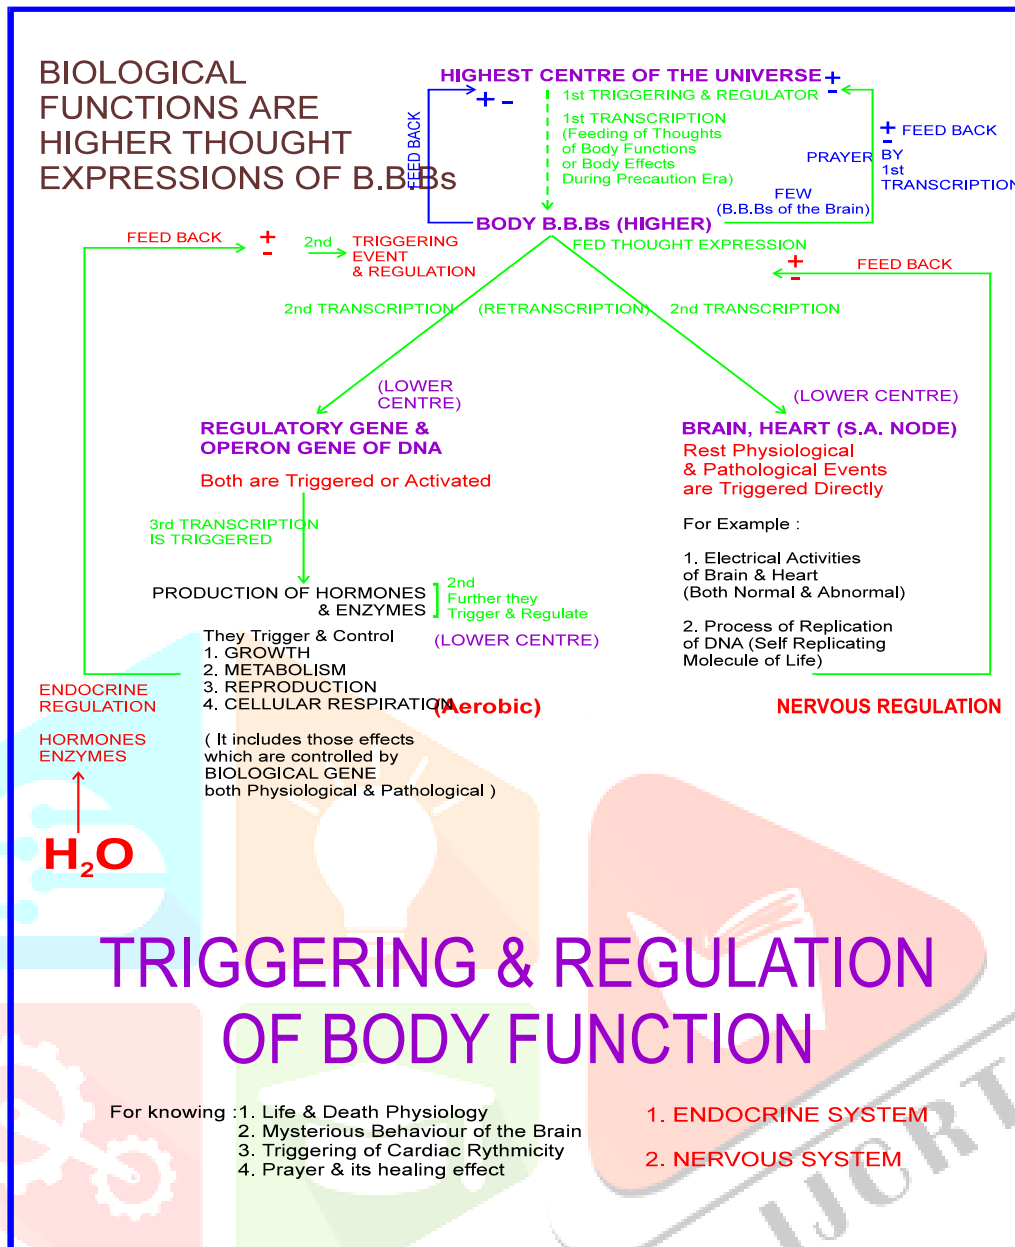 BIOLOGICAL
FUNCTIONS ARE
HIGHER THOUGHT
EXPRESSIONS OF B.B.Bs
HIGHEST CENTRE OF THE UNIVERSE
+
-
+ -
1st TRIGGERING & REGULATOR
1st TRANSCRIPTION
(Feeding of Thoughts
of Body Functions
or Body Effects
During Precaution Era)
FEED BACK
+
- FEED BACK
PRAYER
BY
1st
TRANSCRIPTION
FEW
(B.B.Bs of the Brain)
BODY B.B.Bs (HIGHER)
FED THOUGHT EXPRESSION
FEED BACK
+
-
2nd
TRIGGERING
EVENT
& REGULATION
+
-
FEED BACK
2nd TRANSCRIPTION
(RETRANSCRIPTION)
2nd TRANSCRIPTION
(LOWER
CENTRE)
REGULATORY GENE &
OPERON GENE OF DNA
Both are Triggered or Activated
3rd TRANSCRIPTION
IS TRIGGERED
PRODUCTION OF HORMONES
& ENZYMES
2nd
Further they
Trigger & Regulate
(LOWER CENTRE)
They Trigger & Control
1. GROWTH
2. METABOLISM
3. REPRODUCTION
4. CELLULAR RESPIRATION
(Aerobic)
( It includes those effects
which are controlled by
BIOLOGICAL GENE
both Physiological & Pathological )
ENDOCRINE
REGULATION
HORMONES
ENZYMES
H₂O
(LOWER CENTRE)
BRAIN, HEART (S.A. NODE)
Rest Physiological
& Pathological Events
are Triggered Directly
For Example :
1. Electrical Activities
of Brain & Heart
(Both Normal & Abnormal)
2. Process of Replication
of DNA (Self Replicating
Molecule of Life)
NERVOUS REGULATION
TRIGGERING & REGULATION
OF BODY FUNCTION
For knowing :1. Life & Death Physiology
2. Mysterious Behaviour of the Brain
3. Triggering of Cardiac Rythmicity
4. Prayer & its healing effect
1. ENDOCRINE SYSTEM
2. NERVOUS SYSTEM
IJCRT